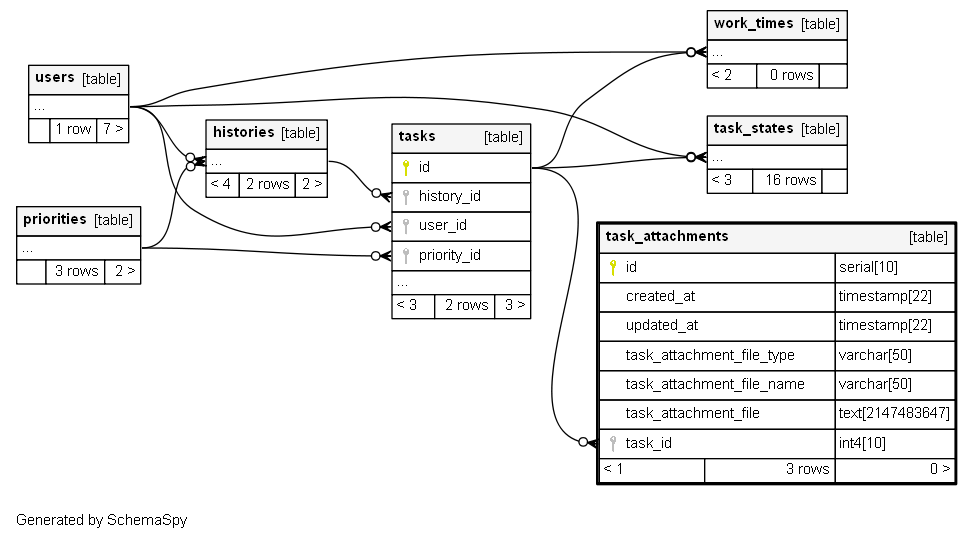 work_times [table]
...
< 2 0 rows
users [table]
...
1 row 7 >
histories [table]
...
< 4 2 rows 2 >
tasks [table]
id
history_id
user_id
priority_id
...
< 3 2 rows 3 >
task_states [table]
...
< 3 16 rows
priorities [table]
...
3 rows 2 >
task_attachments [table]
id serial[10]
created_at timestamp[22]
updated_at timestamp[22]
task_attachment_file_type varchar[50]
task_attachment_file_name varchar[50]
task_attachment_file text[2147483647]
task_id int4[10]
< 1 3 rows 0 >
Generated by SchemaSpy